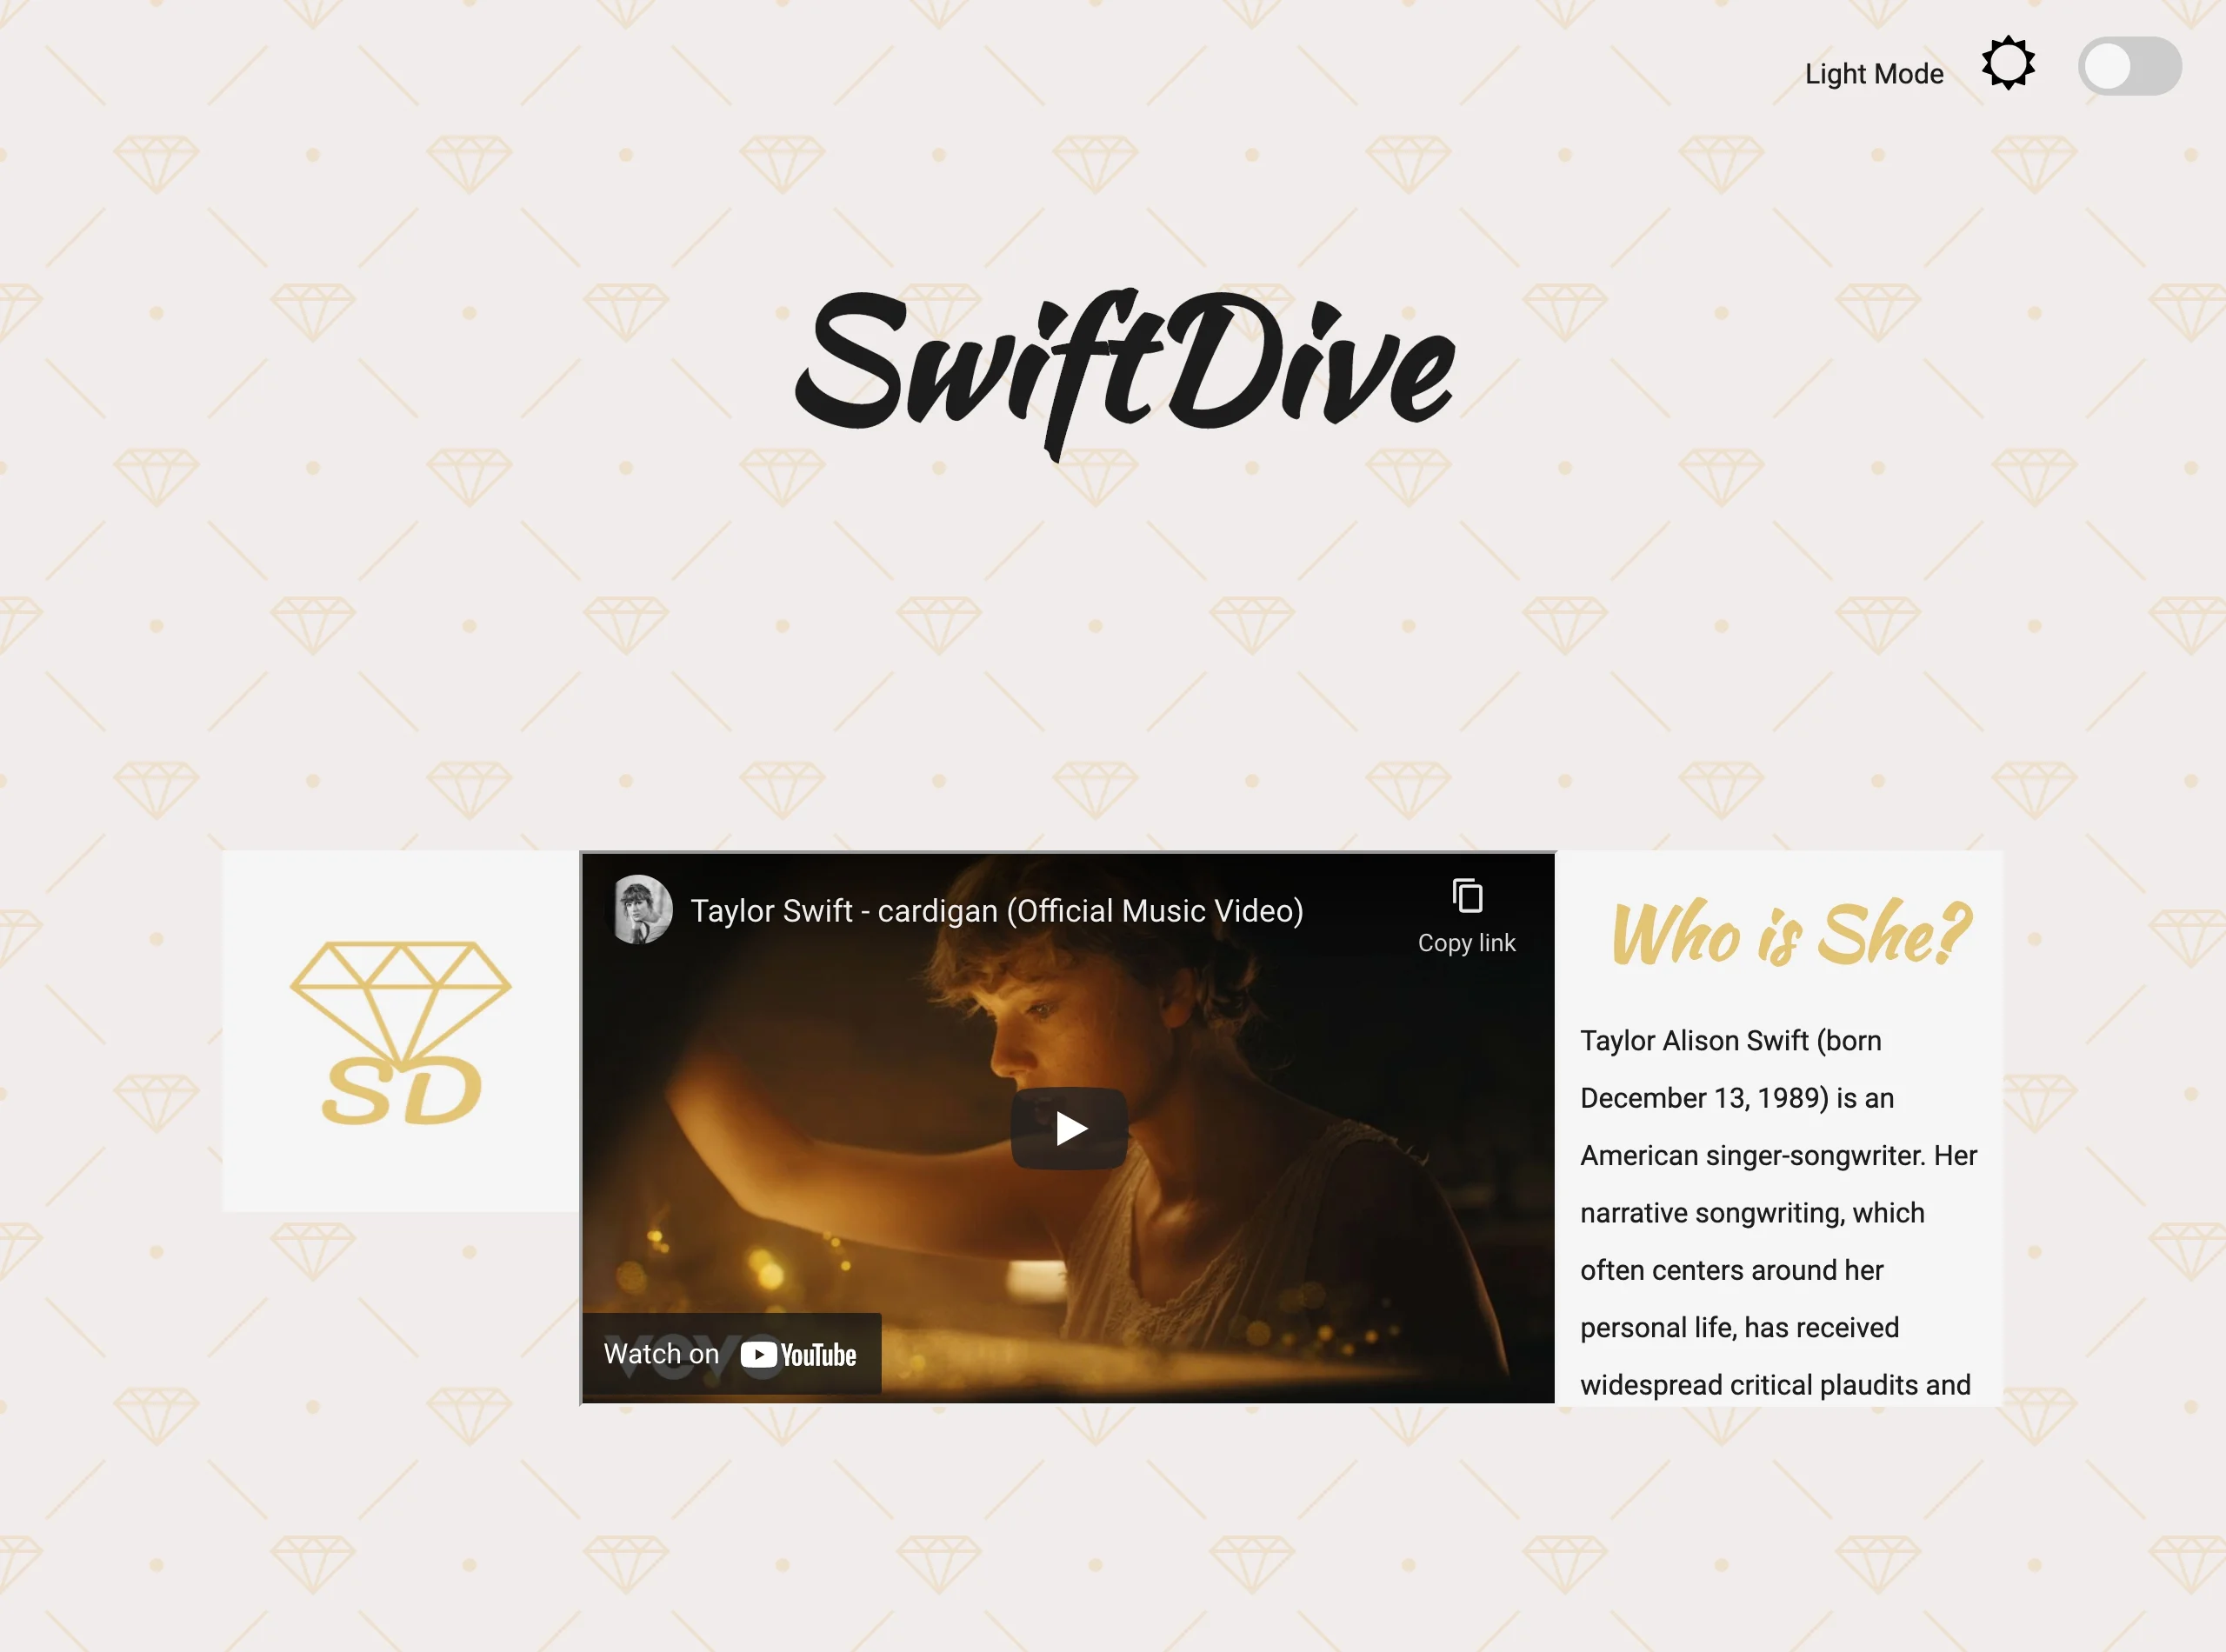 Light Mode
SwiftDive
SD
Taylor Swift - cardigan (Official Music Video)
Copy link
vevo
Watch on YouTube
Who is She?
Taylor Alison Swift (born
December 13, 1989) is an
American singer-songwriter. Her
narrative songwriting, which
often centers around her
personal life, has received
widespread critical plaudits and